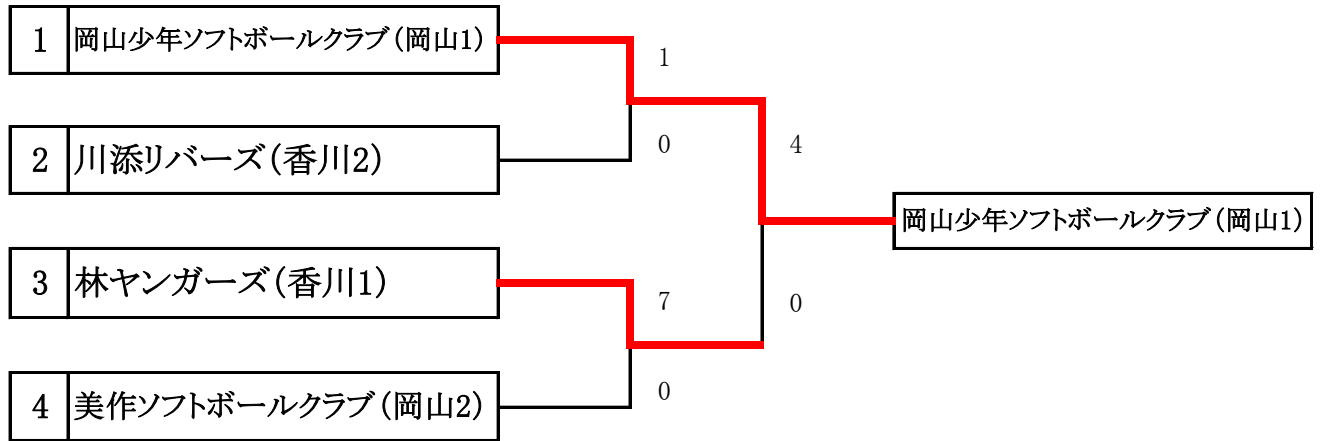 1 岡山少年ソフトボールクラブ(岡山1)
1
2 川添リバーズ(香川2)
0
4
岡山少年ソフトボールクラブ(岡山1)
3 林ヤンガーズ(香川1)
7
0
4 美作ソフトボールクラブ(岡山2)
0